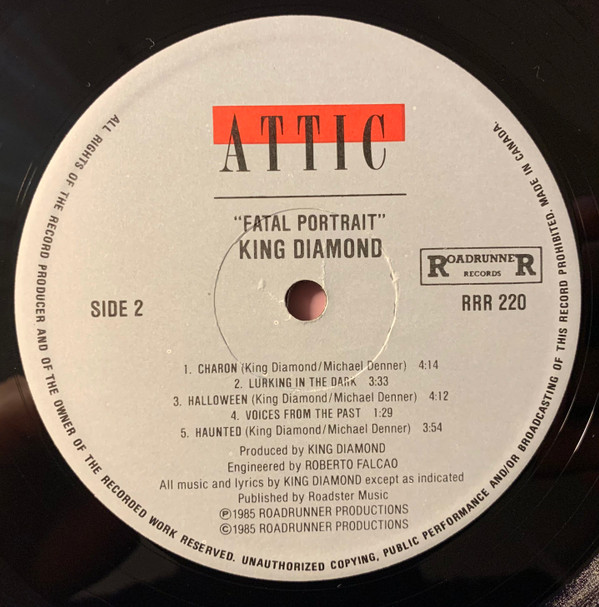 ATTIC
"FATAL PORTRAIT"
KING DIAMOND
ROADRUNNER
RECORDS
SIDE 2
RRR 220
1. CHARON (King Diamond/Michael Denner) 4:14
2. LURKING IN THE DARK 3:33
3. HALLOWEEN (King Diamond/Michael Denner) 4:12
4. VOICES FROM THE PAST 1:29
5. HAUNTED (King Diamond/Michael Denner) 3:54
Produced by KING DIAMOND
Engineered by ROBERTO FALCAO
All music and lyrics by KING DIAMOND except as indicated
Published by Roadster Music
℗1985 ROADRUNNER PRODUCTIONS
©1985 ROADRUNNER PRODUCTIONS
ALL RIGHTS OF THE RECORD PRODUCER AND OF THE OWNER OF THE RECORDED WORK RESERVED. UNAUTHORIZED COPYING, PUBLIC PERFORMANCE AND/OR BROADCASTING OF THIS RECORD PROHIBITED. MADE IN CANADA.